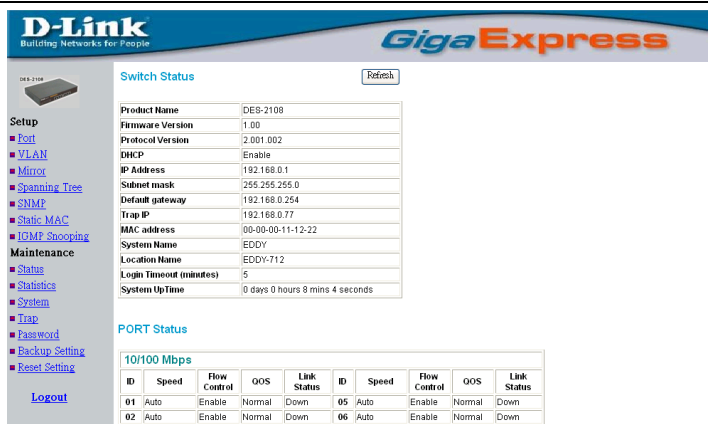 D-Link
Building Networks for People
GigaExpress
DES-2108
Setup
Port
VLAN
Mirror
Spanning Tree
SNMP
Static MAC
IGMP Snooping
Maintenance
Status
Statistics
System
Trap
Password
Backup Setting
Reset Setting
Logout
Switch Status Refresh
Product Name DES-2108
Firmware Version 1.00
Protocol Version 2.001.002
DHCP Enable
IP Address 192.168.0.1
Subnet mask 255.255.255.0
Default gateway 192.168.0.254
Trap IP 192.168.0.77
MAC address 00-00-00-11-12-22
System Name EDDY
Location Name EDDY-712
Login Timeout (minutes) 5
System UpTime 0 days 0 hours 8 mins 4 seconds
PORT Status
10/100 Mbps
ID Speed Flow Control QOS Link Status ID Speed Flow Control QOS Link Status
01 Auto Enable Normal Down 05 Auto Enable Normal Down
02 Auto Enable Normal Down 06 Auto Enable Normal Down